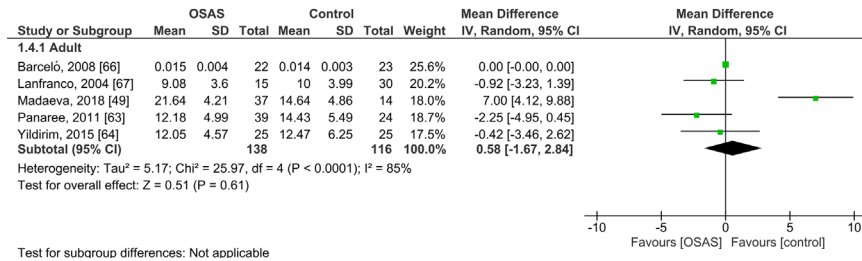 OSAS Control Mean Difference Mean Difference
Study or Subgroup Mean SD Total Mean SD Total Weight IV, Random, 95% CI IV, Random, 95% CI
1.4.1 Adult
Barceló, 2008 [66] 0.015 0.004 22 0.014 0.003 23 25.6% 0.00 [-0.00, 0.00]
Lanfranco, 2004 [67] 9.08 3.6 15 10 3.99 30 20.2% -0.92 [-3.23, 1.39]
Madaeva, 2018 [49] 21.64 4.21 37 14.64 4.86 14 18.0% 7.00 [4.12, 9.88]
Panaree, 2011 [63] 12.18 4.99 39 14.43 5.49 24 18.7% -2.25 [-4.95, 0.45]
Yildirim, 2015 [64] 12.05 4.57 25 12.47 6.25 25 17.5% -0.42 [-3.46, 2.62]
Subtotal (95% CI) 138 116 100.0% 0.58 [-1.67, 2.84]
Heterogeneity: Tau² = 5.17; Chi² = 25.97, df = 4 (P < 0.0001); I² = 85%
Test for overall effect: Z = 0.51 (P = 0.61)
-10 -5 0 5 10
Favours [OSAS] Favours [control]
Test for subgroup differences: Not applicable